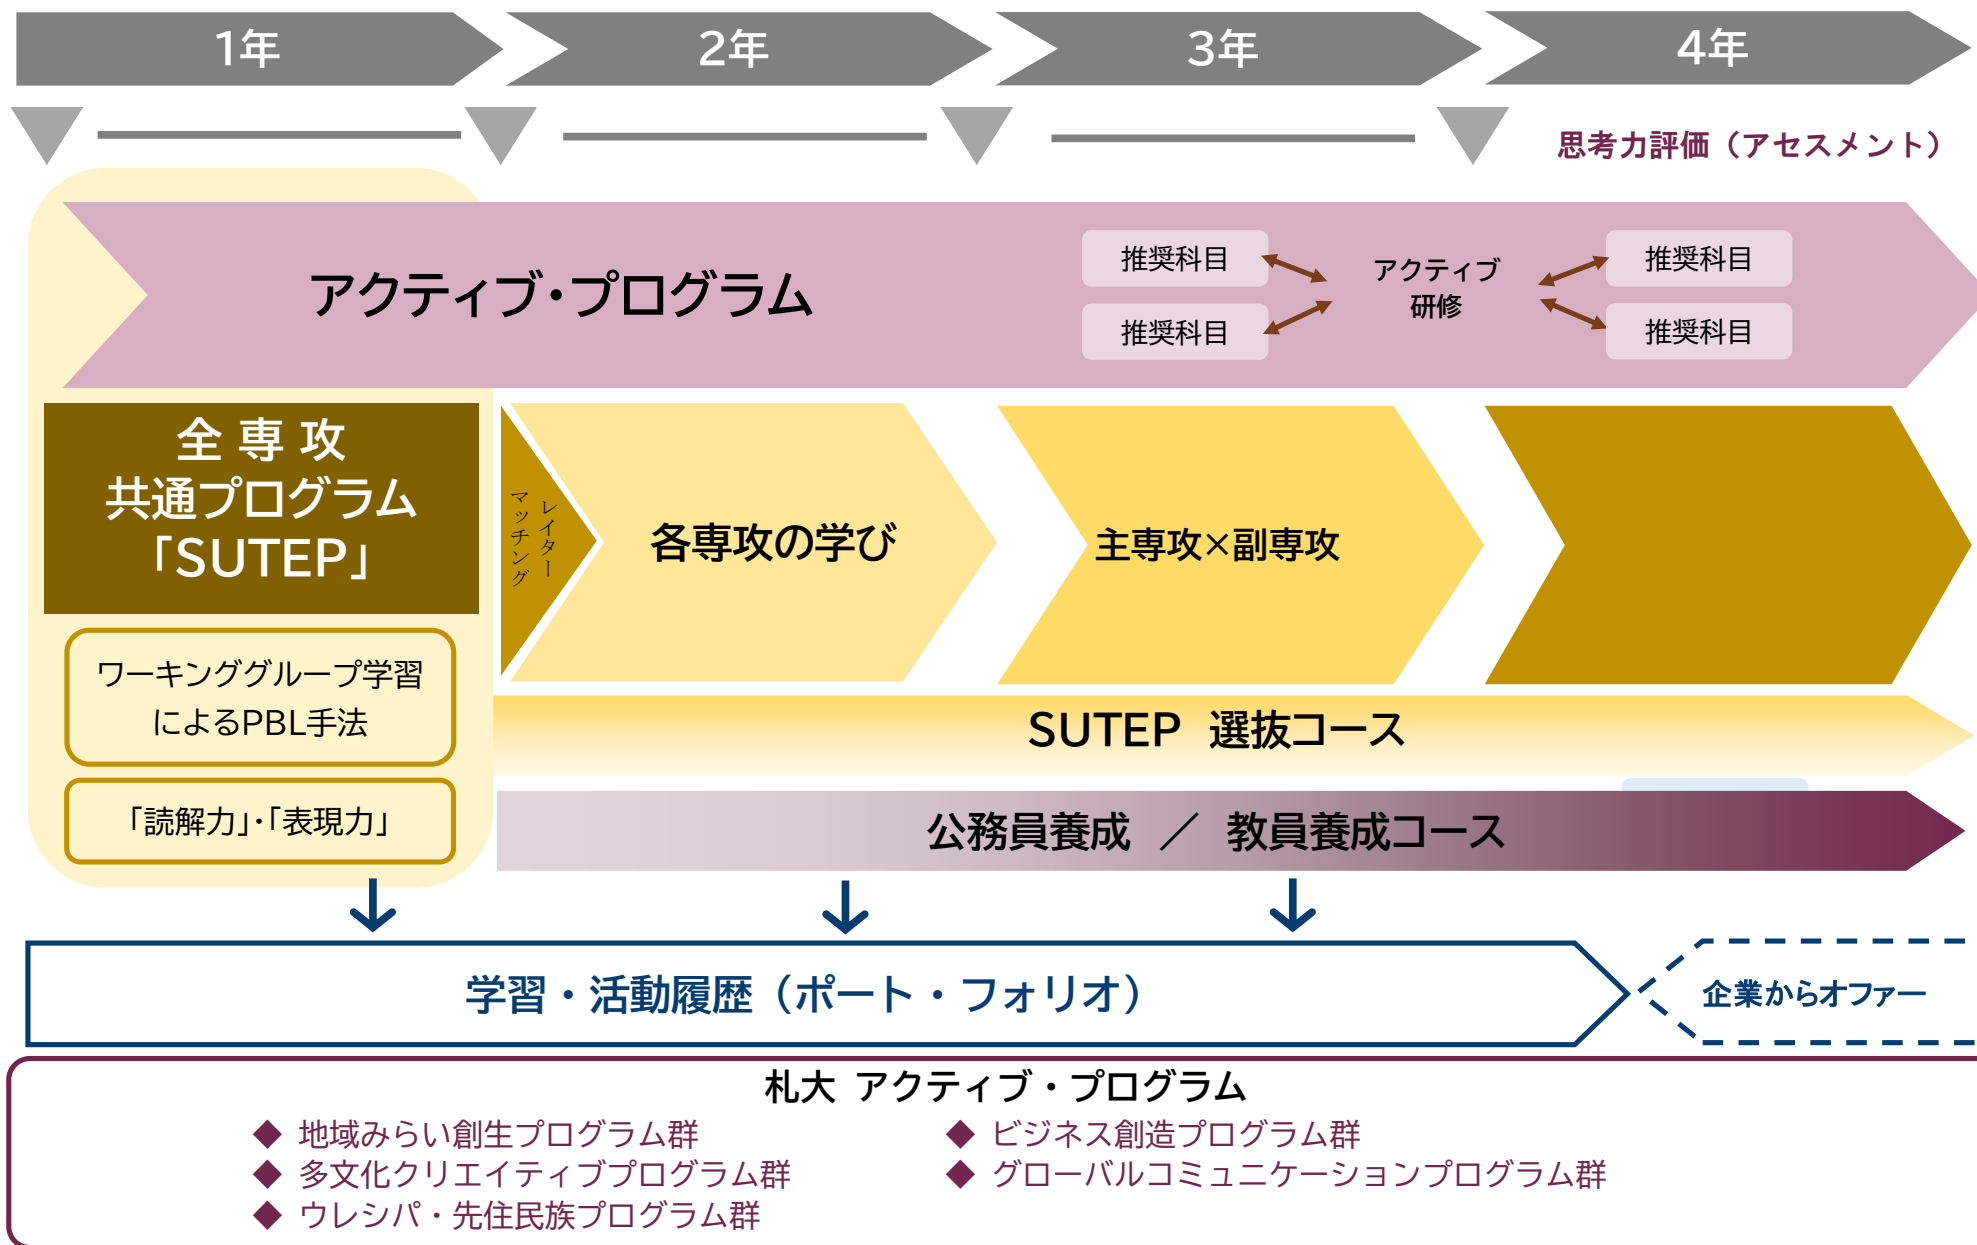 1年
2年
3年
4年
思考力評価（アセスメント）
アクティブ・プログラム
推奨科目
推奨科目
アクティブ
研修
推奨科目
推奨科目
全 専 攻
共通プログラム
「SUTEP」
レイター
マッチング
各専攻の学び
主専攻×副専攻
ワーキンググループ学習
によるPBL手法
「読解力」・「表現力」
SUTEP 選抜コース
公務員養成 ／ 教員養成コース
学習・活動履歴（ポート・フォリオ）
企業からオファー
札大 アクティブ・プログラム
◆ 地域みらい創生プログラム群
◆ 多文化クリエイティブプログラム群
◆ ウレシパ・先住民族プログラム群
◆ ビジネス創造プログラム群
◆ グローバルコミュニケーションプログラム群